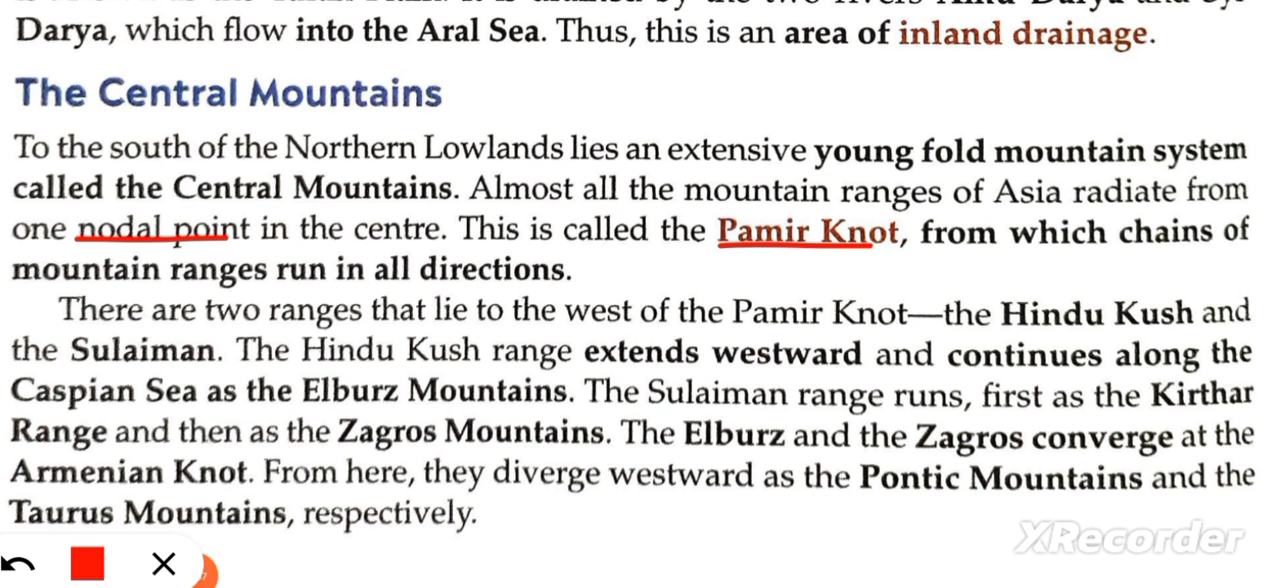 Darya, which flow into the Aral Sea. Thus, this is an area of inland drainage.
The Central Mountains
To the south of the Northern Lowlands lies an extensive young fold mountain system
called the Central Mountains. Almost all the mountain ranges of Asia radiate from
one nodal point in the centre. This is called the Pamir Knot, from which chains of
mountain ranges run in all directions.
There are two ranges that lie to the west of the Pamir Knot—the Hindu Kush and
the Sulaiman. The Hindu Kush range extends westward and continues along the
Caspian Sea as the Elburz Mountains. The Sulaiman range runs, first as the Kirthar
Range and then as the Zagros Mountains. The Elburz and the Zagros converge at the
Armenian Knot. From here, they diverge westward as the Pontic Mountains and the
Taurus Mountains, respectively.
XRecorder